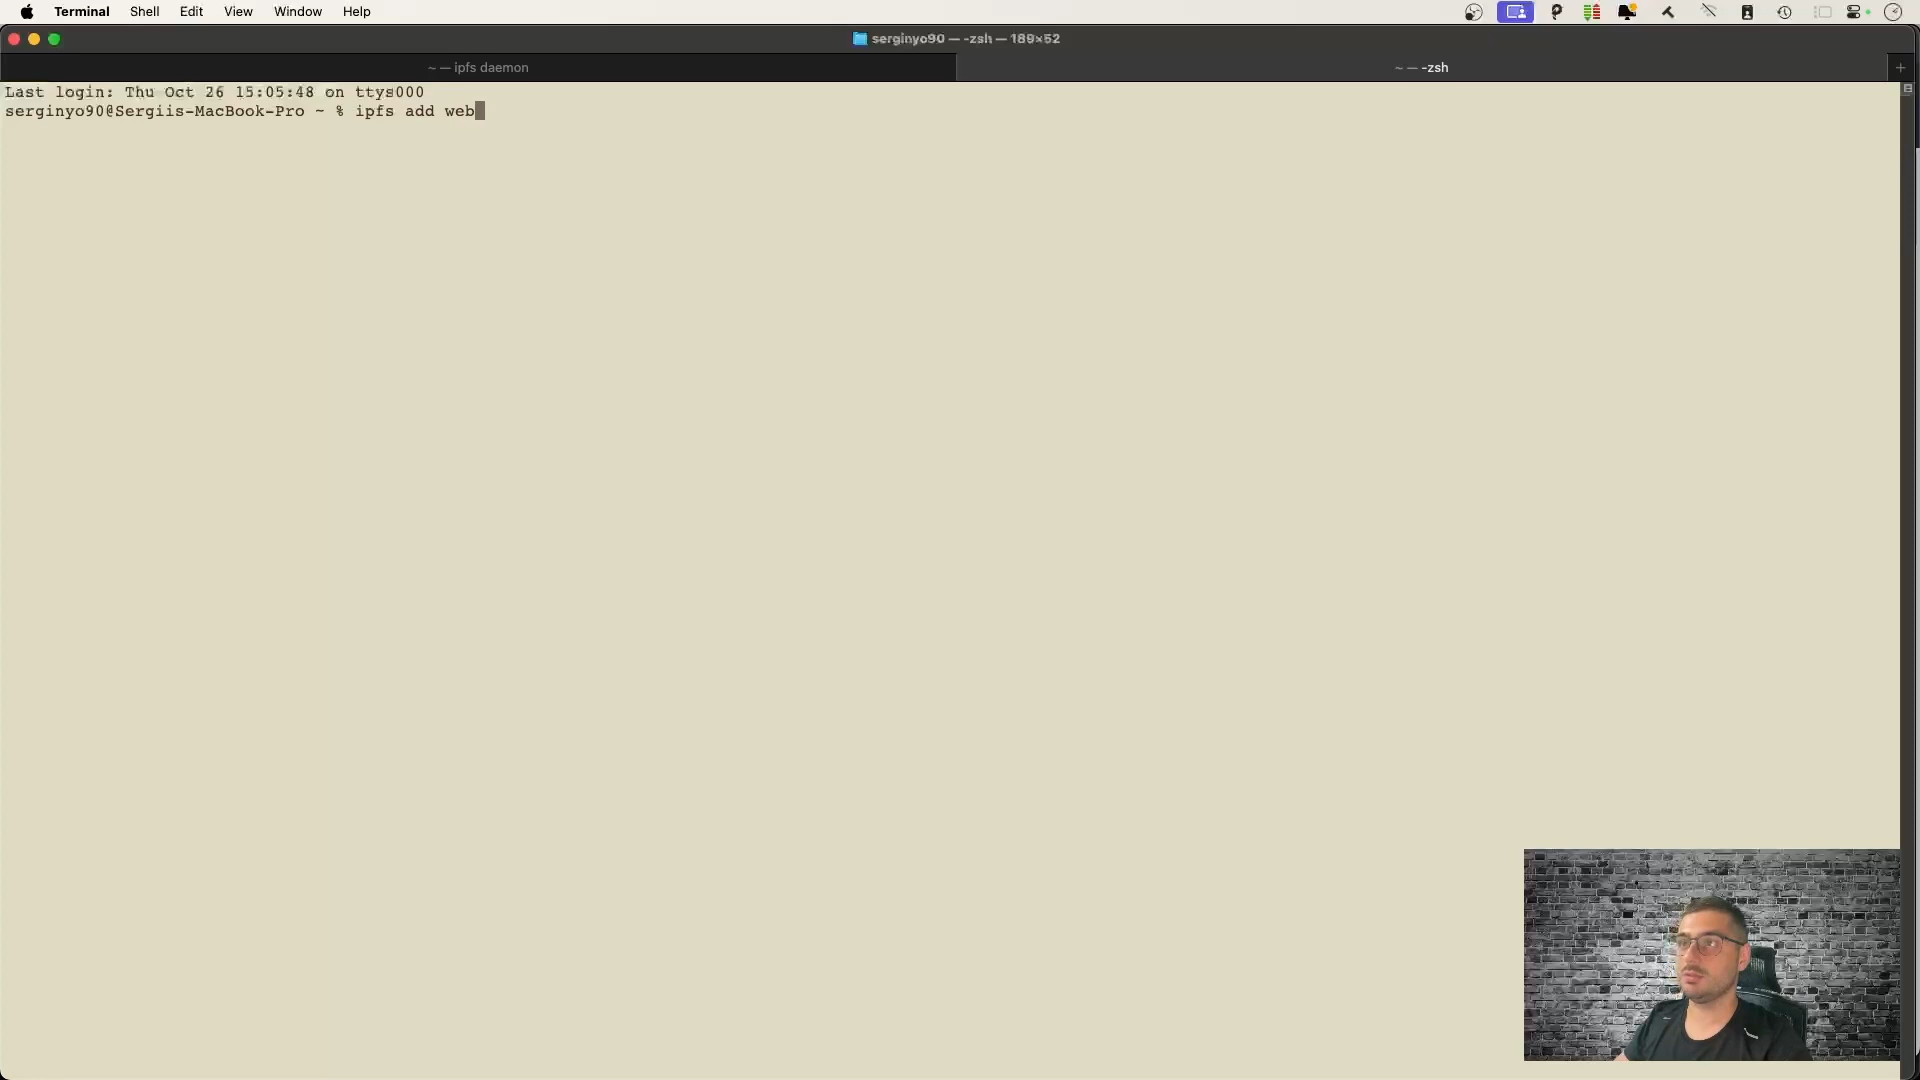 Terminal Shell Edit View Window Help
serginyo90 — -zsh — 189×52
~ — ipfs daemon
~ — -zsh
Last login: Thu Oct 26 15:05:48 on ttys000
serginyo90@Sergiis-MacBook-Pro ~ % ipfs add web